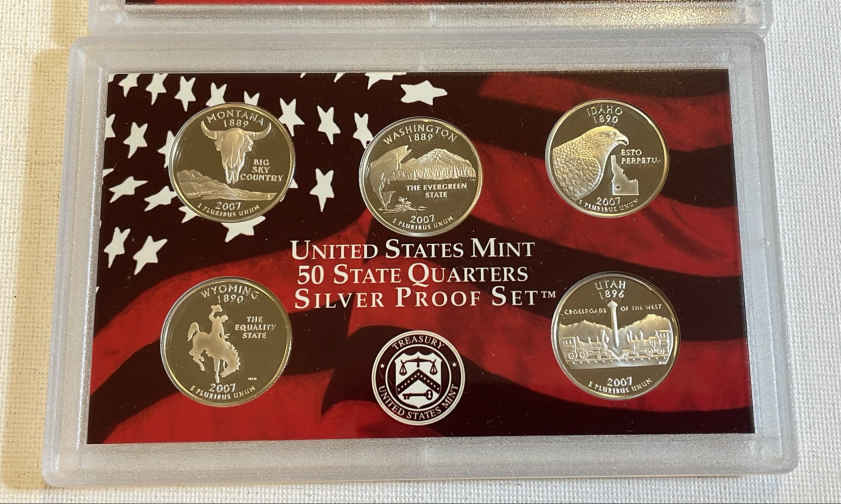 MONTANA
1889
BIG
SKY
COUNTRY
2007
E PLURIBUS UNUM
WASHINGTON
1889
THE EVERGREEN
STATE
2007
E PLURIBUS UNUM
IDAHO
1890
ESTO
PERPETUA
2007
E PLURIBUS UNUM
UNITED STATES MINT
50 STATE QUARTERS
SILVER PROOF SET™
WYOMING
1890
THE
EQUALITY
STATE
2007
E PLURIBUS UNUM
TREASURY
UNITED STATES MINT
UTAH
1896
CROSSROADS OF THE WEST
2007
E PLURIBUS UNUM